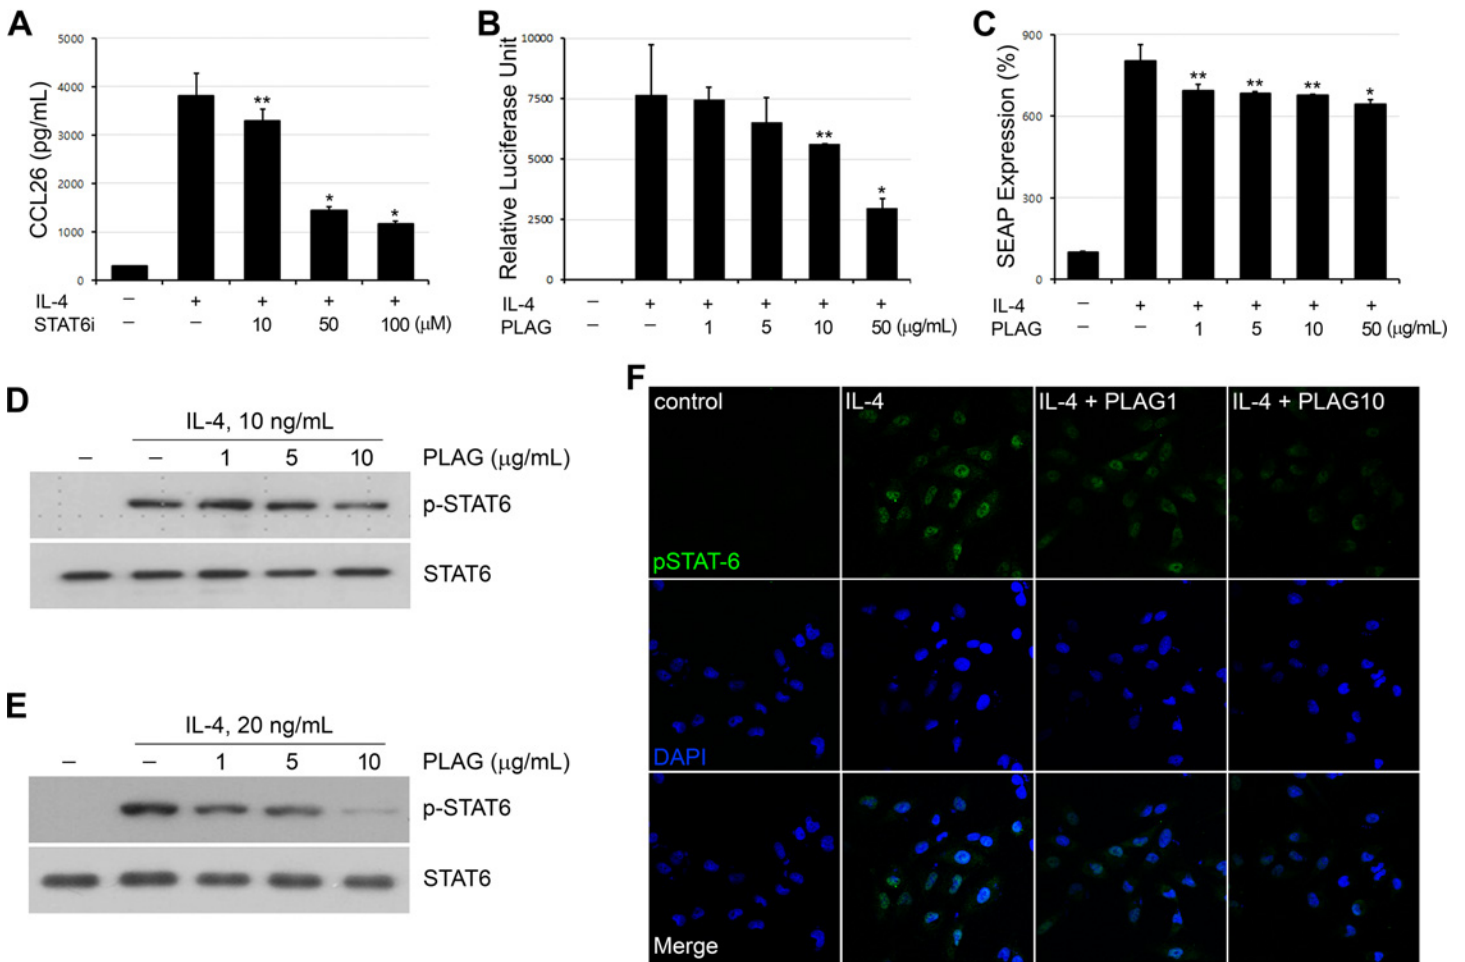 A
CCL26 (pg/mL)
5000
4000
3000
2000
1000
0
**
*
*
IL-4 – + + + +
STAT6i – – 10 50 100 (μM)
B
Relative Luciferase Unit
10000
7500
5000
2500
0
**
*
IL-4 – + + + + +
PLAG – – 1 5 10 50 (μg/mL)
C
SEAP Expression (%)
900
600
300
0
** ** ** *
IL-4 – + + + + +
PLAG – – 1 5 10 50 (μg/mL)
D
IL-4, 10 ng/mL
– – 1 5 10 PLAG (μg/mL)
p-STAT6
STAT6
E
IL-4, 20 ng/mL
– – 1 5 10 PLAG (μg/mL)
p-STAT6
STAT6
F
control IL-4 IL-4 + PLAG1 IL-4 + PLAG10
pSTAT-6
DAPI
Merge